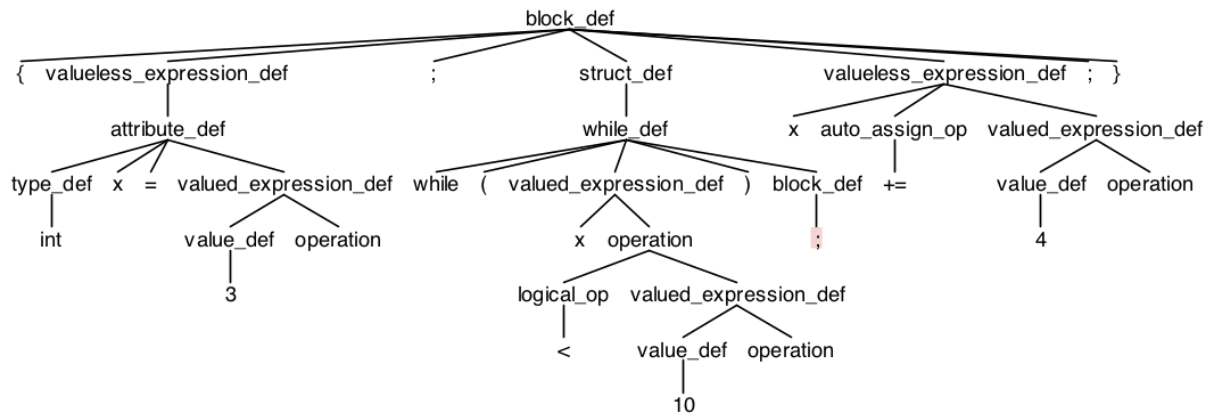 block_def
{ valueless_expression_def ; struct_def valueless_expression_def ; }
attribute_def while_def x auto_assign_op valued_expression_def
type_def x = valued_expression_def while ( valued_expression_def ) block_def += value_def operation
int value_def operation x operation ; 4
3 logical_op valued_expression_def
< value_def operation
10